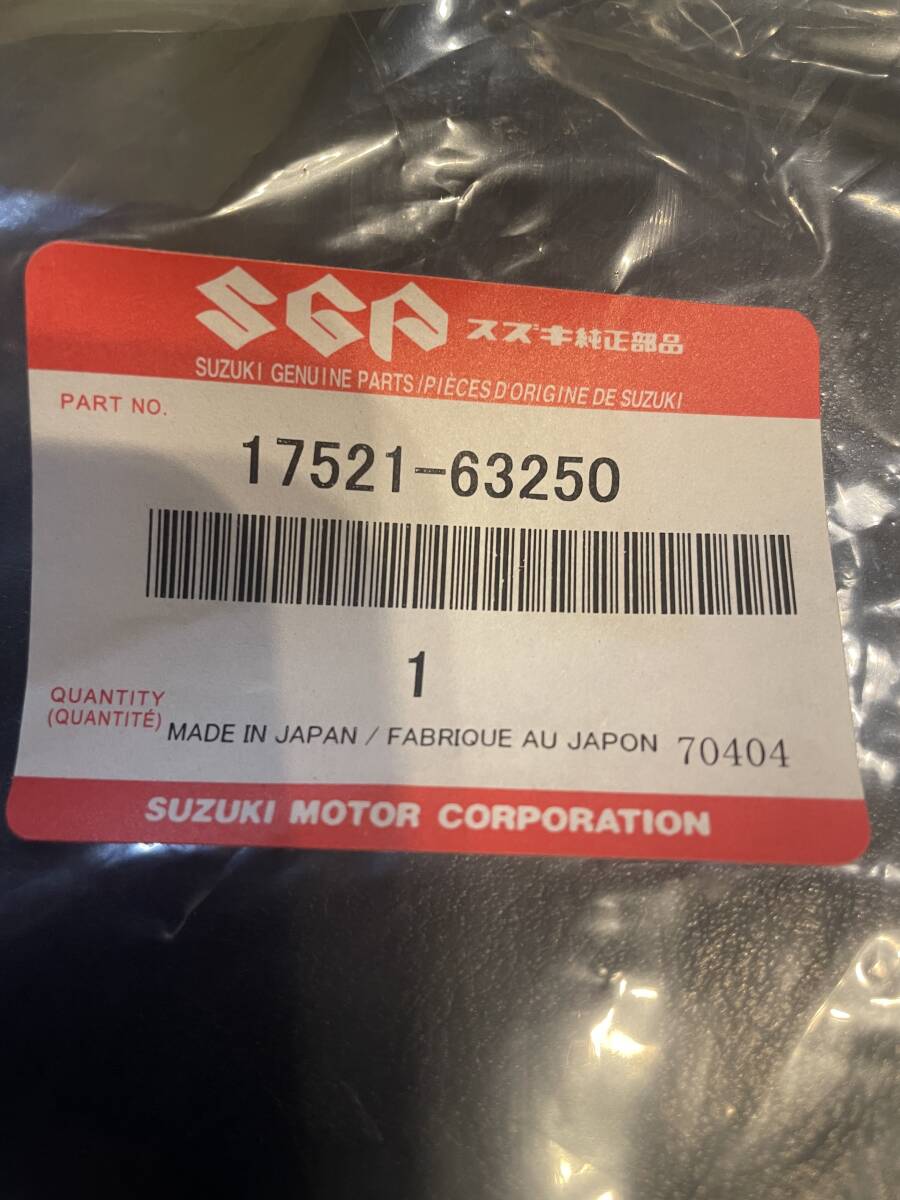 SGP スズキ純正部品
SUZUKI GENUINE PARTS/PIÈCES D'ORIGINE DE SUZUKI
PART NO.
17521-63250
1
QUANTITY
(QUANTITÉ)
MADE IN JAPAN / FABRIQUE AU JAPON 70404
SUZUKI MOTOR CORPORATION